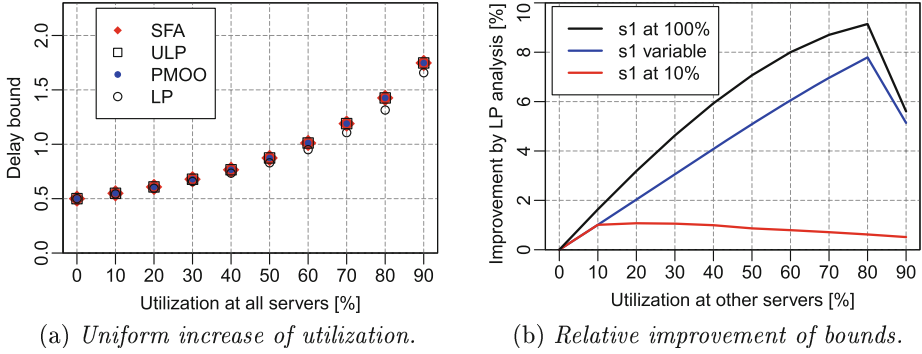 SFA
ULP
PMOO
LP
Delay bound
2.0
1.5
1.0
0.5
0.0
0 10 20 30 40 50 60 70 80 90
Utilization at all servers [%]
(a) Uniform increase of utilization.
s1 at 100%
s1 variable
s1 at 10%
Improvement by LP analysis [%]
10
8
6
4
2
0
0 10 20 30 40 50 60 70 80 90
Utilization at other servers [%]
(b) Relative improvement of bounds.